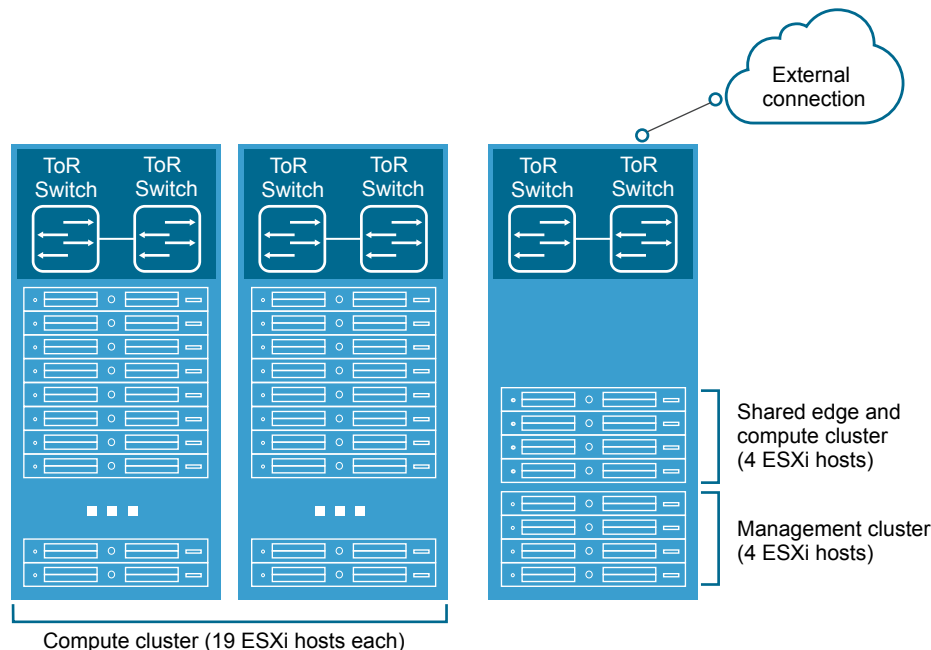 External
connection
ToR
Switch
ToR
Switch
ToR
Switch
ToR
Switch
ToR
Switch
ToR
Switch
Shared edge and
compute cluster
(4 ESXi hosts)
Management cluster
(4 ESXi hosts)
Compute cluster (19 ESXi hosts each)